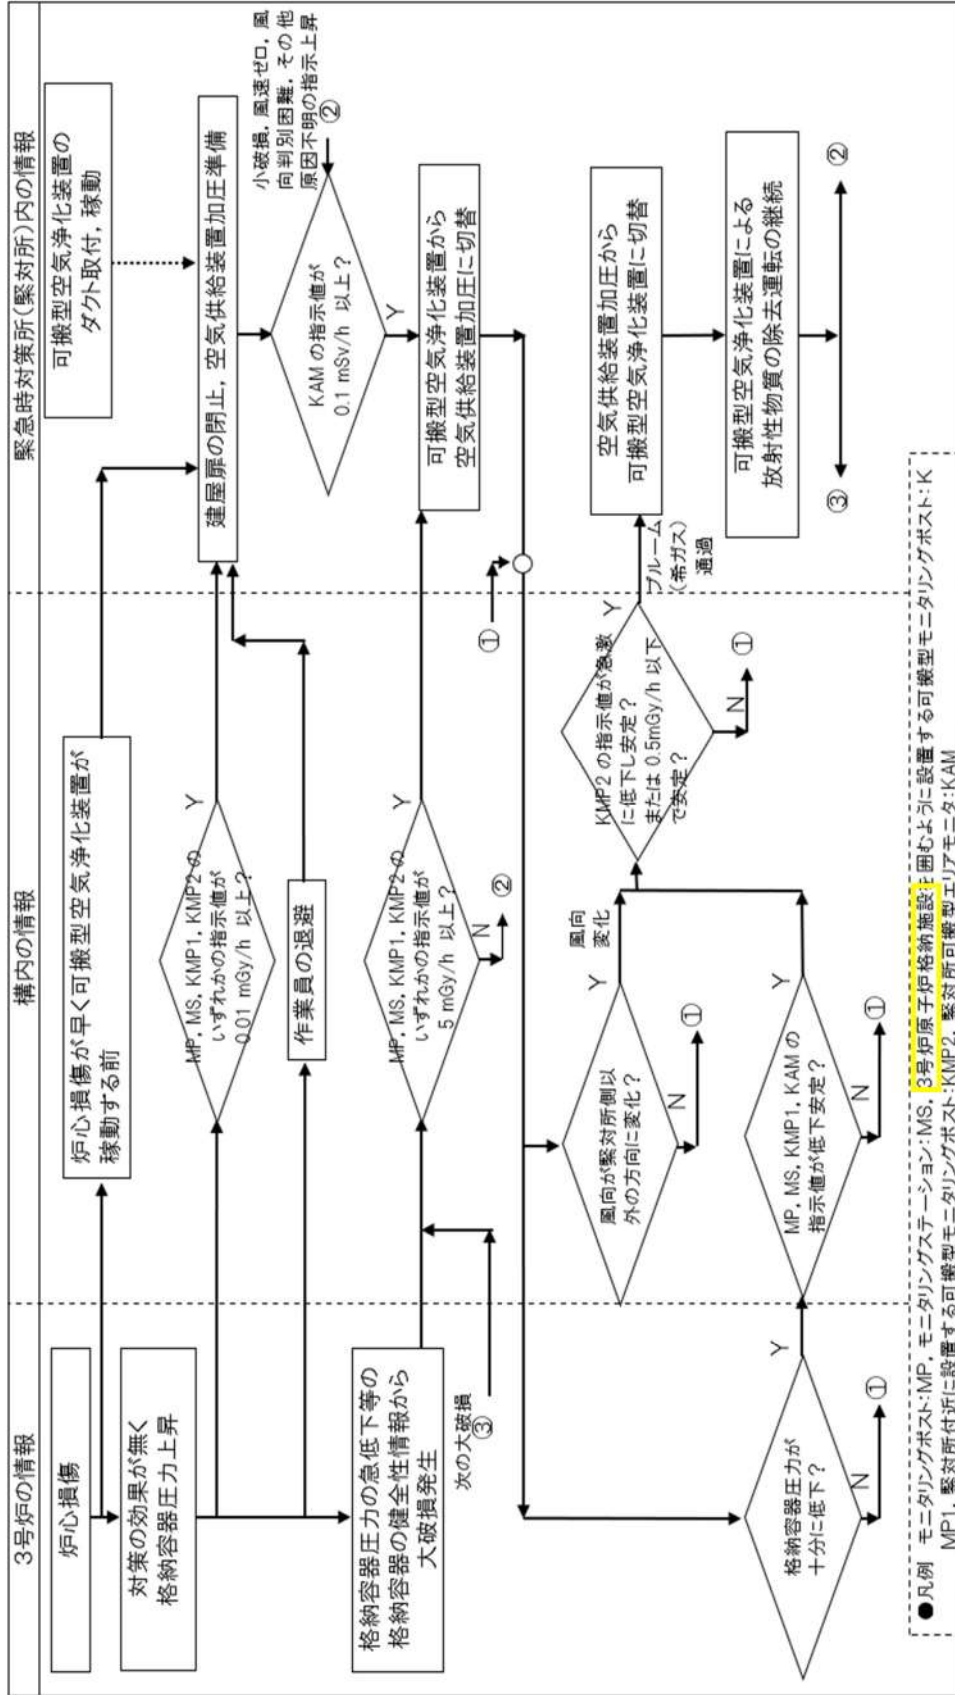 3号炉の情報
構内の情報
緊急時対策所(緊対所)内の情報
炉心損傷
炉心損傷が早く可搬型空気浄化装置が
稼動する前
可搬型空気浄化装置の
ダクト取付,稼動
対策の効果が無く
格納容器圧力上昇
MP,MS,KMP1,KMP2の
いずれかの指示値が
0.01 mGy/h 以上?
Y
建屋扉の閉止,空気供給装置加圧準備
作業員の退避
小破損,風速ゼロ,風
向判別困難,その他
原因不明の指示上昇
②
KAM の指示値が
0.1 mSv/h 以上?
Y
格納容器圧力の急低下等の
格納容器の健全性情報から
大破損発生
MP,MS,KMP1,KMP2の
いずれかの指示値が
5 mGy/h 以上?
Y
N
②
可搬型空気浄化装置から
空気供給装置加圧に切替
次の大破損
③
①
風向が緊対所側以
外の方向に変化?
Y
N
①
風向
変化
KMP2 の指示値が急激
に低下し安定?
または 0.5mGy/h 以下
で安定?
Y
N
①
プルーム
(希ガス)
通過
空気供給装置加圧から
可搬型空気浄化装置に切替
格納容器圧力が
十分に低下?
Y
N
①
MP,MS,KMP1,KAM の
指示値が低下安定?
Y
N
①
可搬型空気浄化装置による
放射性物質の除去運転の継続
③
②
●凡例 モニタリングポスト:MP,モニタリングステーション:MS,3号炉原子炉格納施設を囲むように設置する可搬型モニタリングポスト:K
MP1,緊対所付近に設置する可搬型モニタリングポスト:KMP2,緊対所可搬型エリアモニタ:KAM